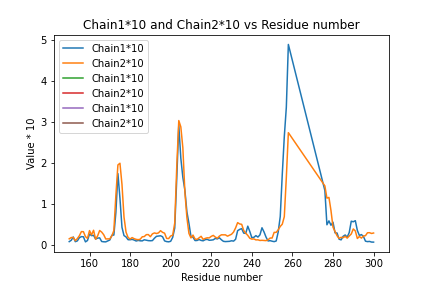 Chain1*10 and Chain2*10 vs Residue number
5
4
3
2
1
0
Value * 10
Chain1*10
Chain2*10
Chain1*10
Chain2*10
Chain1*10
Chain2*10
160 180 200 220 240 260 280 300
Residue number